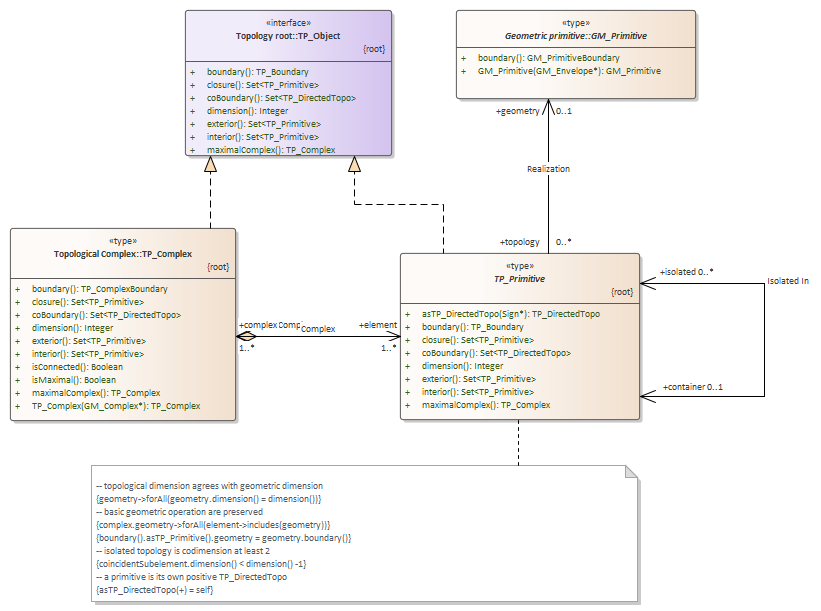 «interface»
Topology root::TP_Object
{root}
+ boundary(): TP_Boundary
+ closure(): Set<TP_Primitive>
+ coBoundary(): Set<TP_DirectedTopo>
+ dimension(): Integer
+ exterior(): Set<TP_Primitive>
+ interior(): Set<TP_Primitive>
+ maximalComplex(): TP_Complex
«type»
Geometric primitive::GM_Primitive
+ boundary(): GM_PrimitiveBoundary
+ GM_Primitive(GM_Envelope*): GM_Primitive
+geometry 0..1
Realization
+topology 0..*
«type»
Topological Complex::TP_Complex
{root}
+ boundary(): TP_ComplexBoundary
+ closure(): Set<TP_Primitive>
+ coBoundary(): Set<TP_DirectedTopo>
+ dimension(): Integer
+ exterior(): Set<TP_Primitive>
+ interior(): Set<TP_Primitive>
+ isConnected(): Boolean
+ isMaximal(): Boolean
+ maximalComplex(): TP_Complex
+ TP_Complex(GM_Complex*): TP_Complex
+complex Complex +element
1..* 1..*
«type»
TP_Primitive
{root}
+ asTP_DirectedTopo(Sign*): TP_DirectedTopo
+ boundary(): TP_Boundary
+ closure(): Set<TP_Primitive>
+ coBoundary(): Set<TP_DirectedTopo>
+ dimension(): Integer
+ exterior(): Set<TP_Primitive>
+ interior(): Set<TP_Primitive>
+ maximalComplex(): TP_Complex
+isolated 0..*
Isolated In
+container 0..1
-- topological dimension agrees with geometric dimension
{geometry->forAll(geometry.dimension() = dimension())}
-- basic geometric operation are preserved
{complex.geometry->forAll(element->includes(geometry))}
{boundary().asTP_Primitive().geometry = geometry.boundary()}
-- isolated topology is codimension at least 2
{coincidentSubelement.dimension() < dimension() -1}
-- a primitive is its own positive TP_DirectedTopo
{asTP_DirectedTopo(+) = self}